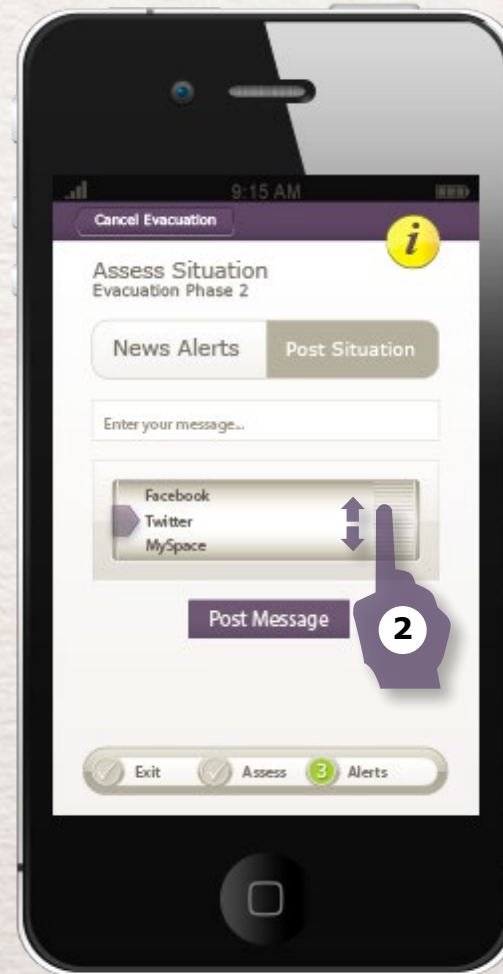 9:15 AM
Cancel Evacuation
i
Assess Situation
Evacuation Phase 2
News Alerts
Post Situation
Enter your message...
Facebook
Twitter
MySpace
Post Message
2
Exit
Assess
3
Alerts